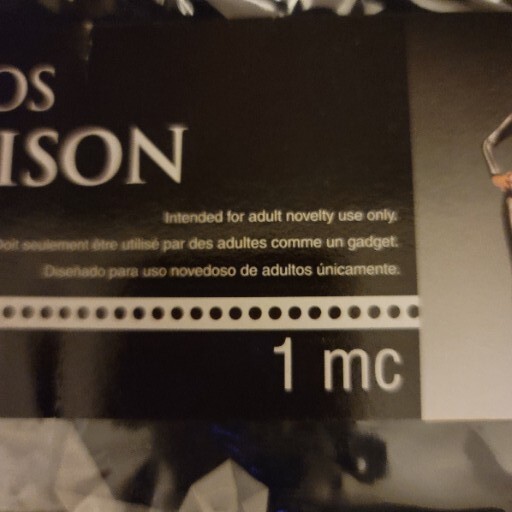 OS
ISON
Intended for adult novelty use only.
Doit seulement être utilisé par des adultes comme un gadget.
Diseñado para uso novedoso de adultos únicamente.
1 mc